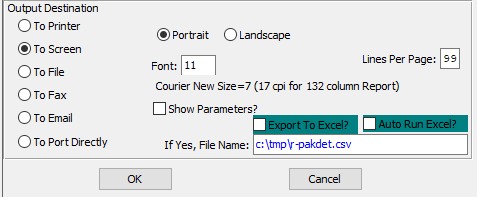 Output Destination
To Printer
To Screen
To File
To Fax
To Email
To Port Directly
Portrait Landscape
Font: 11 Lines Per Page: 99
Courier New Size=7 (17 cpi for 132 column Report)
Show Parameters?
Export To Excel? Auto Run Excel?
If Yes, File Name: c:\tmp\r-pakdet.csv
OK Cancel